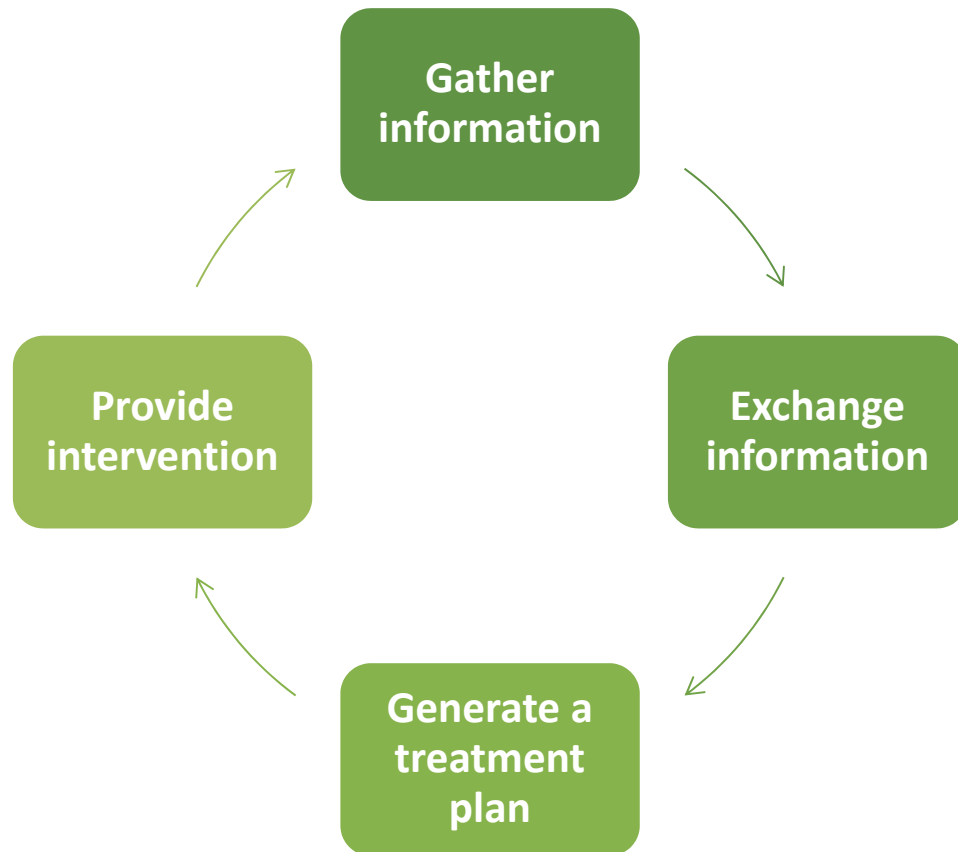 Gather
information
Exchange
information
Generate a
treatment
plan
Provide
intervention